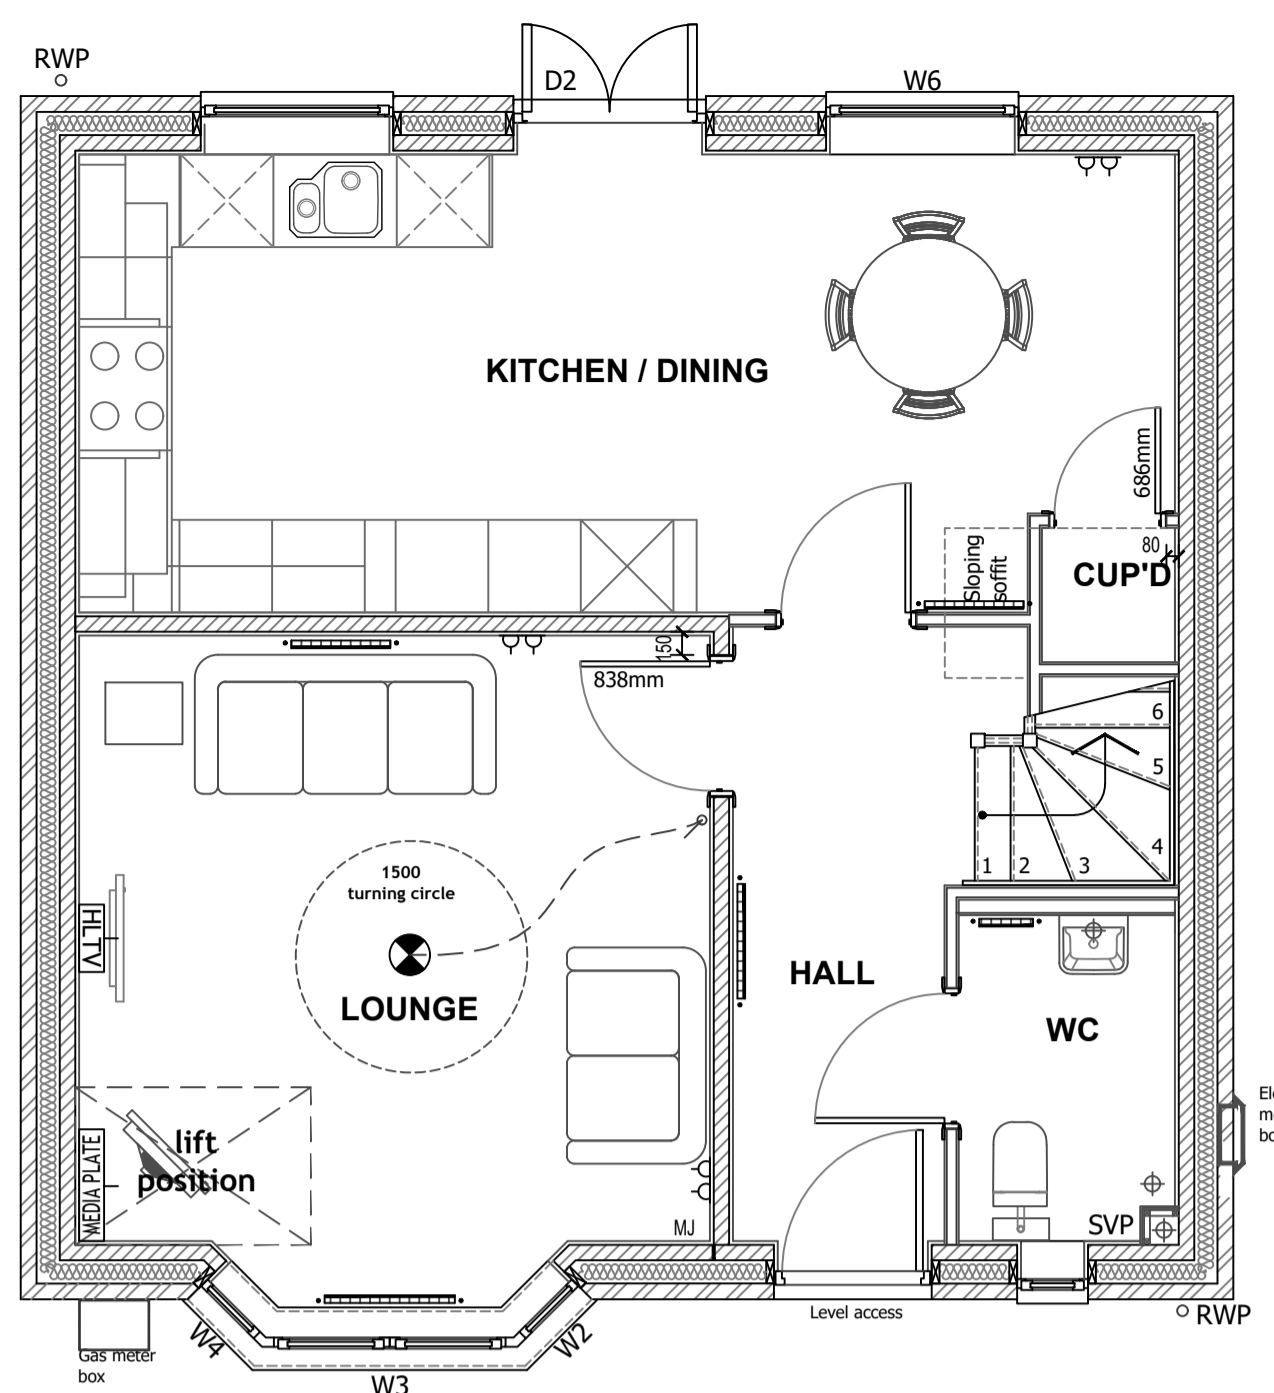 RWP
D2
W6
KITCHEN / DINING
686mm
Sloping
soffit
80
CUP'D
150
838mm
6
5
4
3
2
1
1500
turning circle
HLTV
LOUNGE
HALL
WC
lift
position
MEDIA PLATE
MJ
SVP
Level access
RWP
Gas meter
box
W4
W3
W2